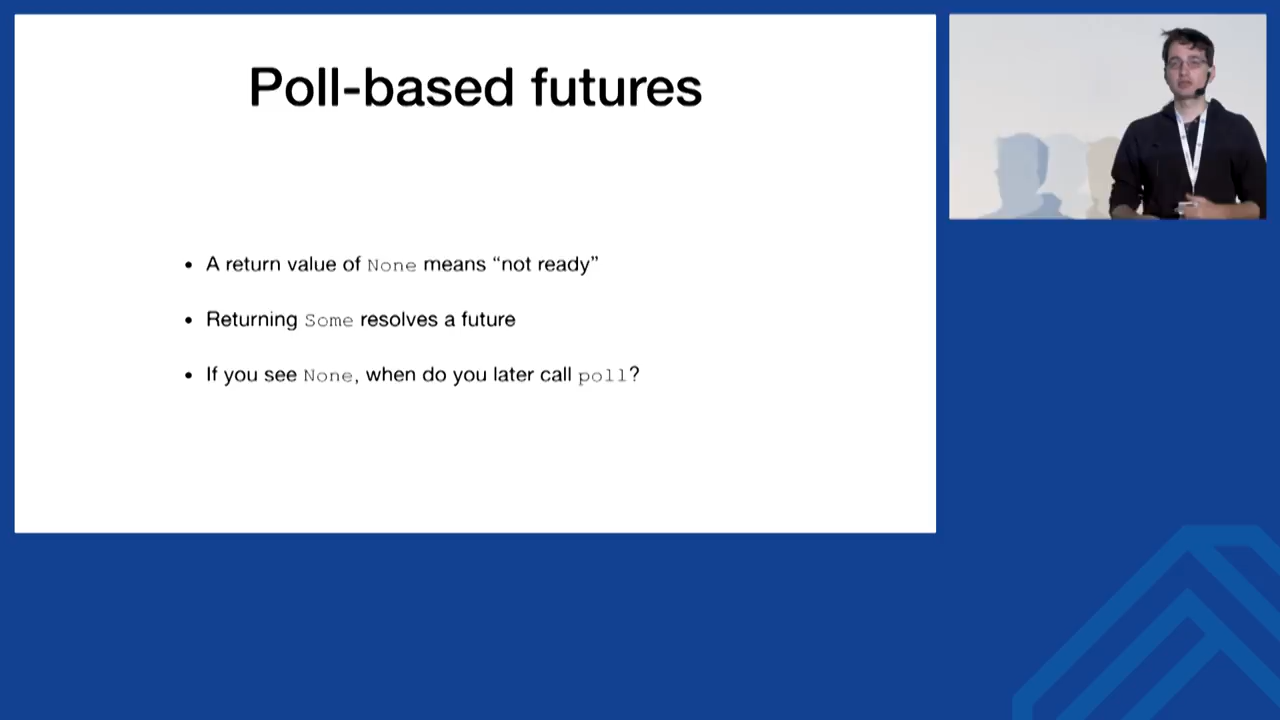 Poll-based futures
• A return value of None means “not ready”
• Returning Some resolves a future
• If you see None, when do you later call poll?